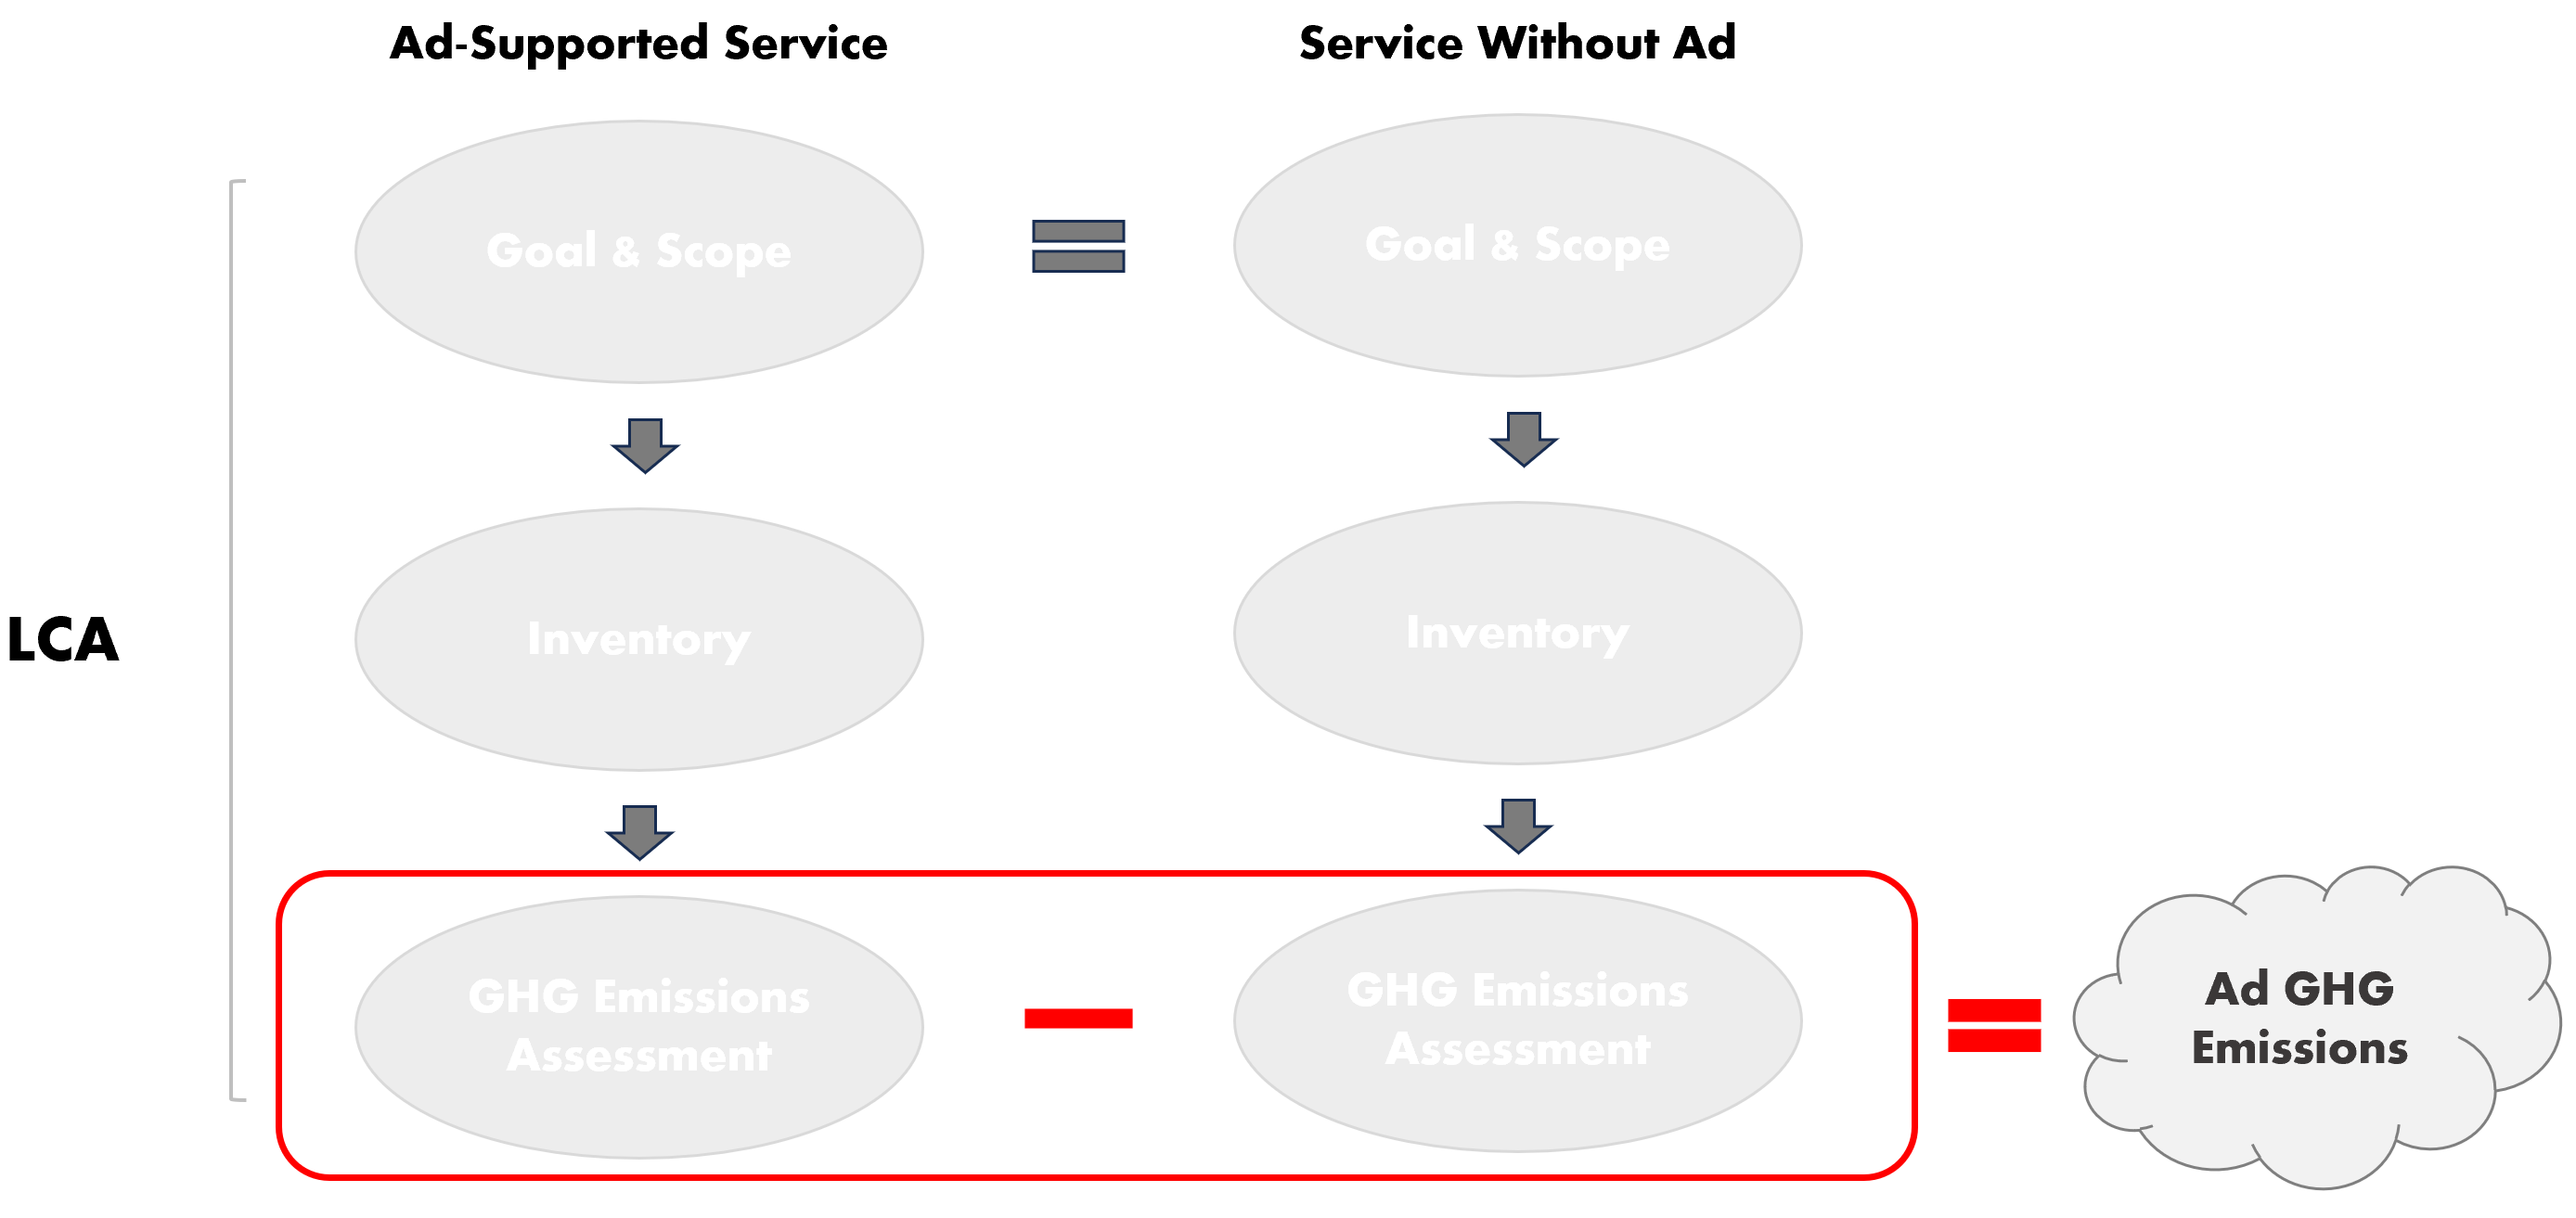 Ad-Supported Service
Service Without Ad
Goal & Scope
Goal & Scope
LCA
Inventory
Inventory
GHG Emissions
Assessment
GHG Emissions
Assessment
Ad GHG
Emissions